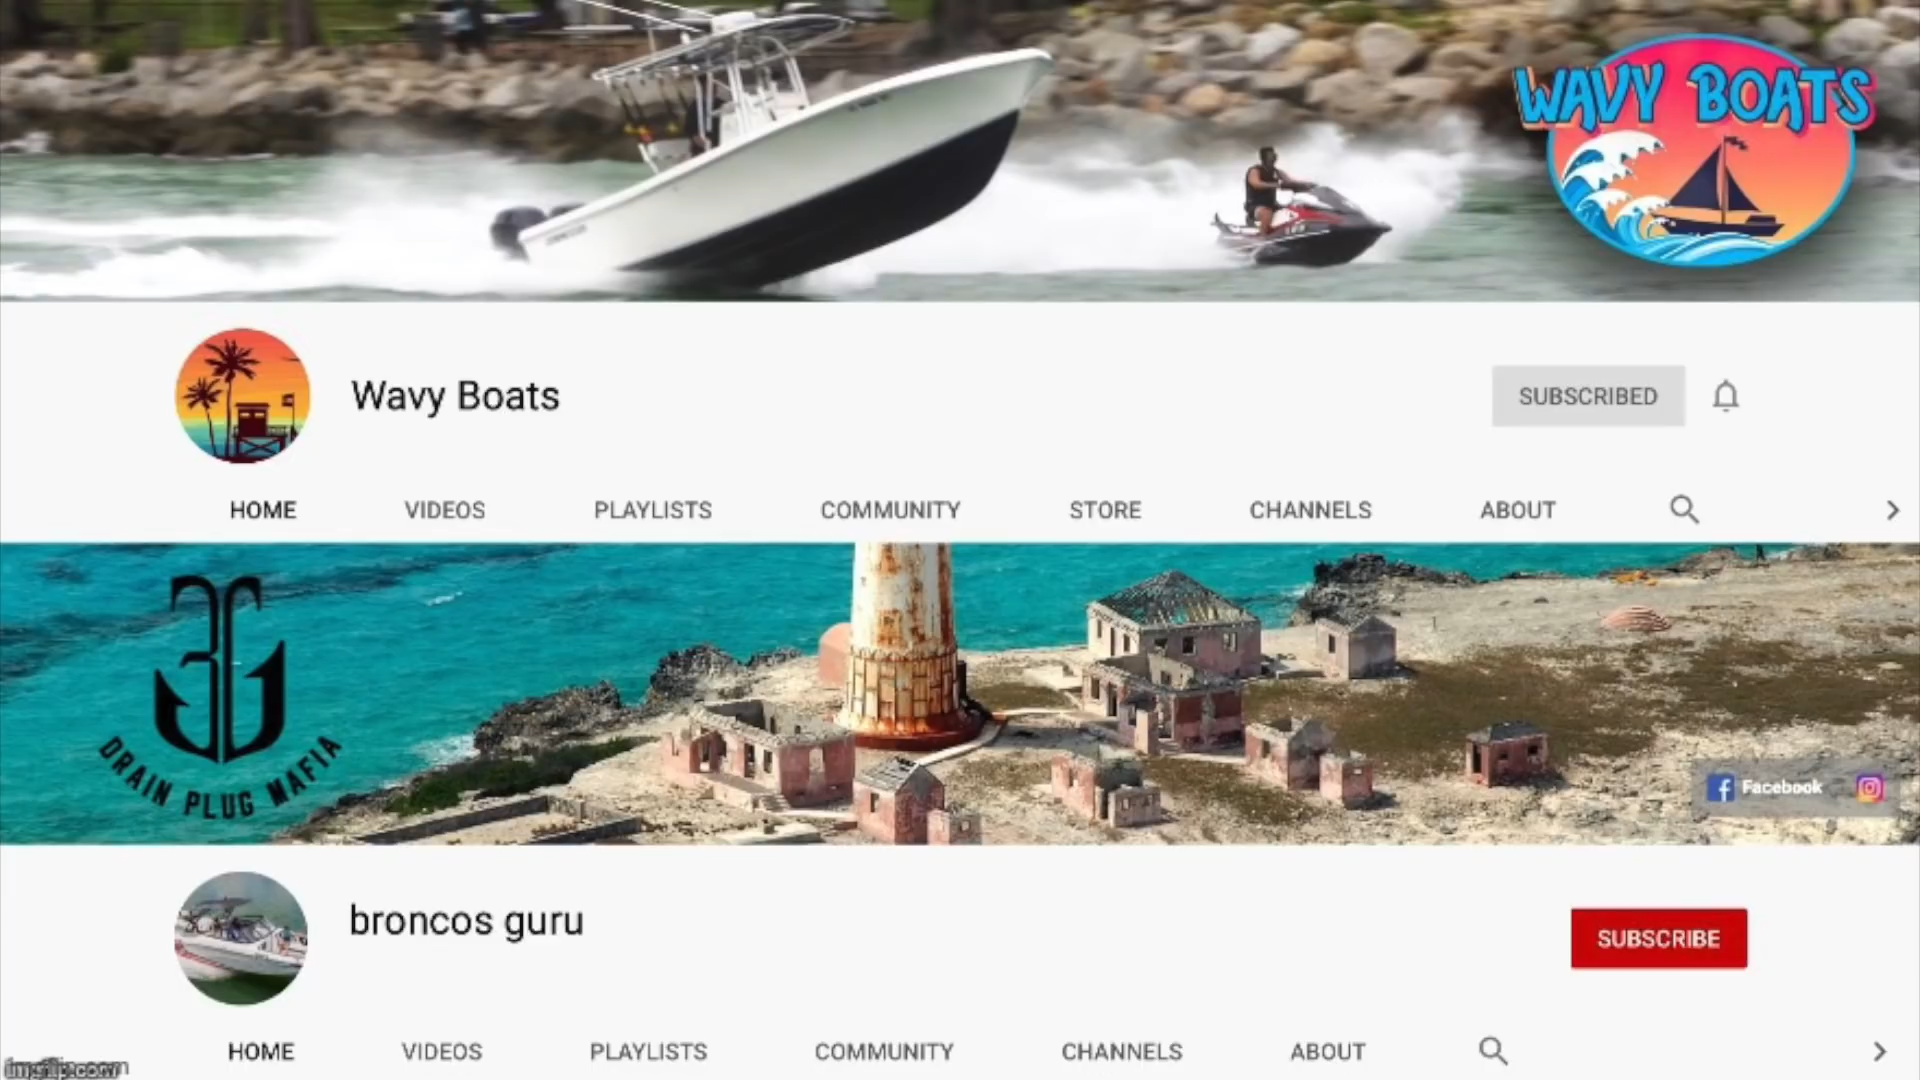 WAVY BOATS
Wavy Boats
SUBSCRIBED
HOME VIDEOS PLAYLISTS COMMUNITY STORE CHANNELS ABOUT
3G
DRAIN PLUG MAFIA
Facebook
broncos guru
SUBSCRIBE
HOME VIDEOS PLAYLISTS COMMUNITY CHANNELS ABOUT
imgflip.com